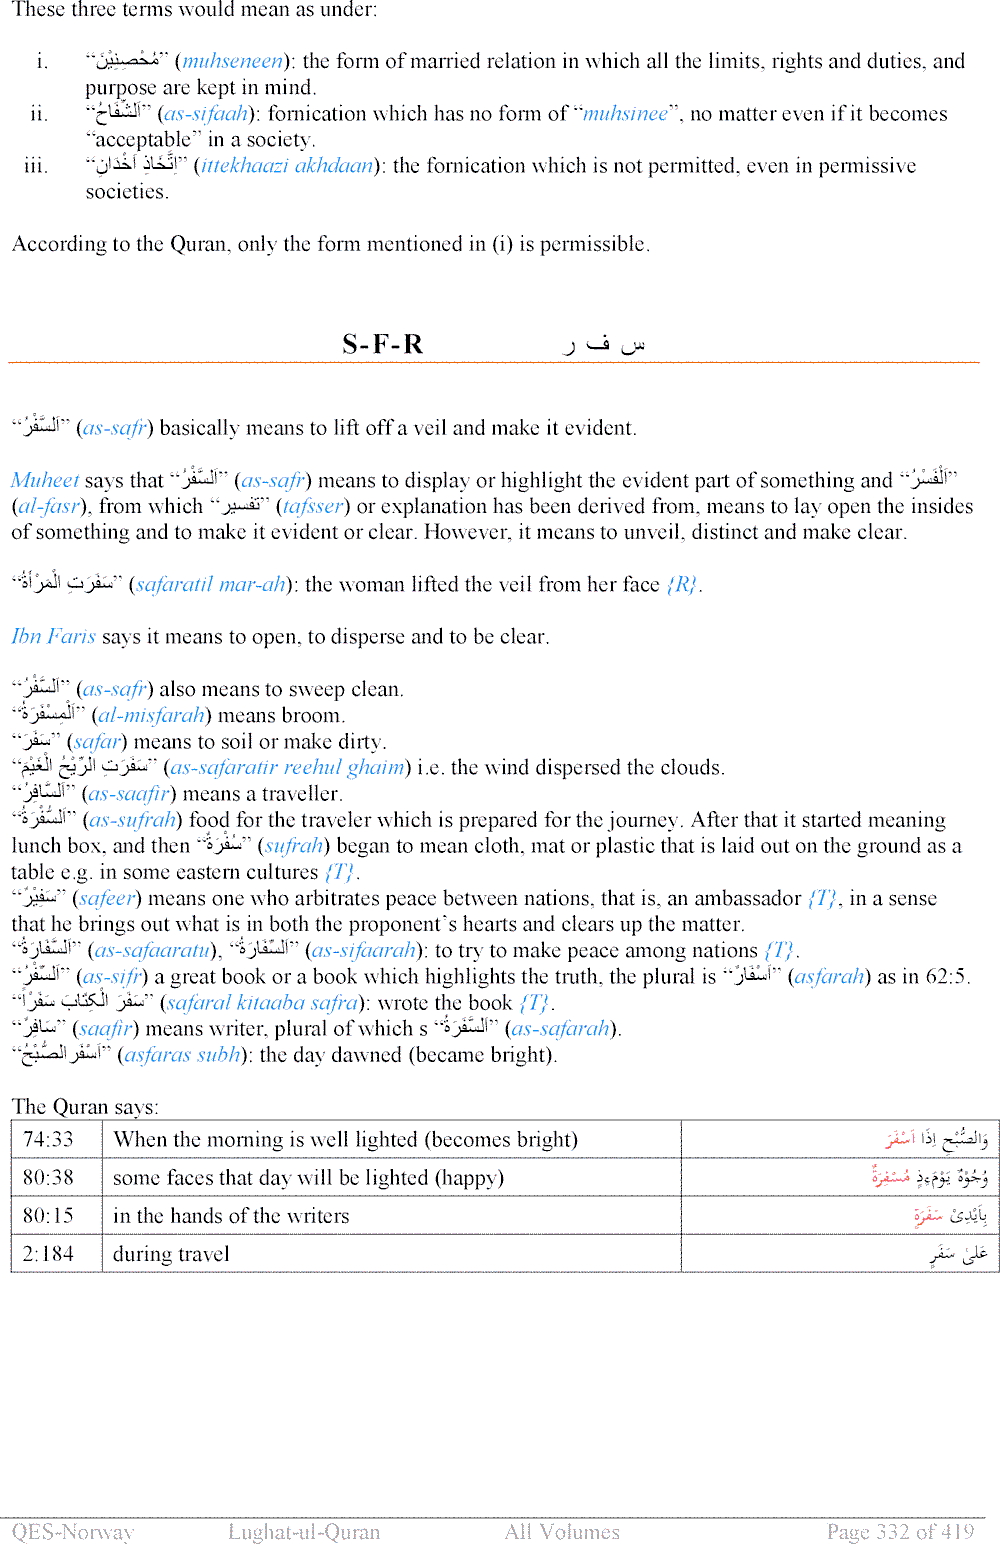 These three terms would mean as under:
i. “مُحْصِنِيْنَ” (muhseneen): the form of married relation in which all the limits, rights and duties, and
purpose are kept in mind.
ii. “اَلسِّفَاحُ” (as-sifaah): fornication which has no form of “muhsinee”, no matter even if it becomes
“acceptable” in a society.
iii. “اِتَّخَاذِ اَخْدَانِ” (ittekhaazi akhdaan): the fornication which is not permitted, even in permissive
societies.
According to the Quran, only the form mentioned in (i) is permissible.
S-F-R س ف ر
“اَلسَّفْرُ” (as-safr) basically means to lift off a veil and make it evident.
Muheet says that “اَلسَّفْرُ” (as-safr) means to display or highlight the evident part of something and “اَلْفَسْرُ”
(al-fasr), from which “تفسير” (tafsser) or explanation has been derived from, means to lay open the insides
of something and to make it evident or clear. However, it means to unveil, distinct and make clear.
“سَفَرَتِ الْمَرْأَةُ” (safaratil mar-ah): the woman lifted the veil from her face {R}.
Ibn Faris says it means to open, to disperse and to be clear.
“اَلسَّفْرُ” (as-safr) also means to sweep clean.
“اَلْمِسْفَرَةُ” (al-misfarah) means broom.
“سَفَرَ” (safar) means to soil or make dirty.
“سَفَرَتِ الرِّيْحُ الْغَيْمَ” (as-safaratir reehul ghaim) i.e. the wind dispersed the clouds.
“اَلسَّافِرُ” (as-saafir) means a traveller.
“اَلسُّفْرَةُ” (as-sufrah) food for the traveler which is prepared for the journey. After that it started meaning
lunch box, and then “سُفْرَةٌ” (sufrah) began to mean cloth, mat or plastic that is laid out on the ground as a
table e.g. in some eastern cultures {T}.
“سَفِيْرٌ” (safeer) means one who arbitrates peace between nations, that is, an ambassador {T}, in a sense
that he brings out what is in both the proponent’s hearts and clears up the matter.
“اَلسَّفَارَةُ” (as-safaaratu), “اَلسِّفَارَةُ” (as-sifaarah): to try to make peace among nations {T}.
“اَلسِّفْرُ” (as-sifr) a great book or a book which highlights the truth, the plural is “اَسْفَارٌ” (asfarah) as in 62:5.
“سَفَرَ الْكِتَابَ سَفْرًا” (safaral kitaaba safra): wrote the book {T}.
“سَافِرٌ” (saafir) means writer, plural of which s “اَلسَّفَرَةُ” (as-safarah).
“اَسْفَر الصُّبْحُ” (asfaras subh): the day dawned (became bright).
The Quran says:
74:33 When the morning is well lighted (becomes bright) وَالصُّبْحِ اِذَا اَسْفَرَ
80:38 some faces that day will be lighted (happy) وُجُوْهٌ يَوْمَءِذٍ مُسْفِرَةٌ
80:15 in the hands of the writers بِاَيْدِىْ سَفَرَةٍ
2:184 during travel عَلىٰ سَفَرٍ
QES-Norway Lughat-ul-Quran All Volumes Page 332 of 419